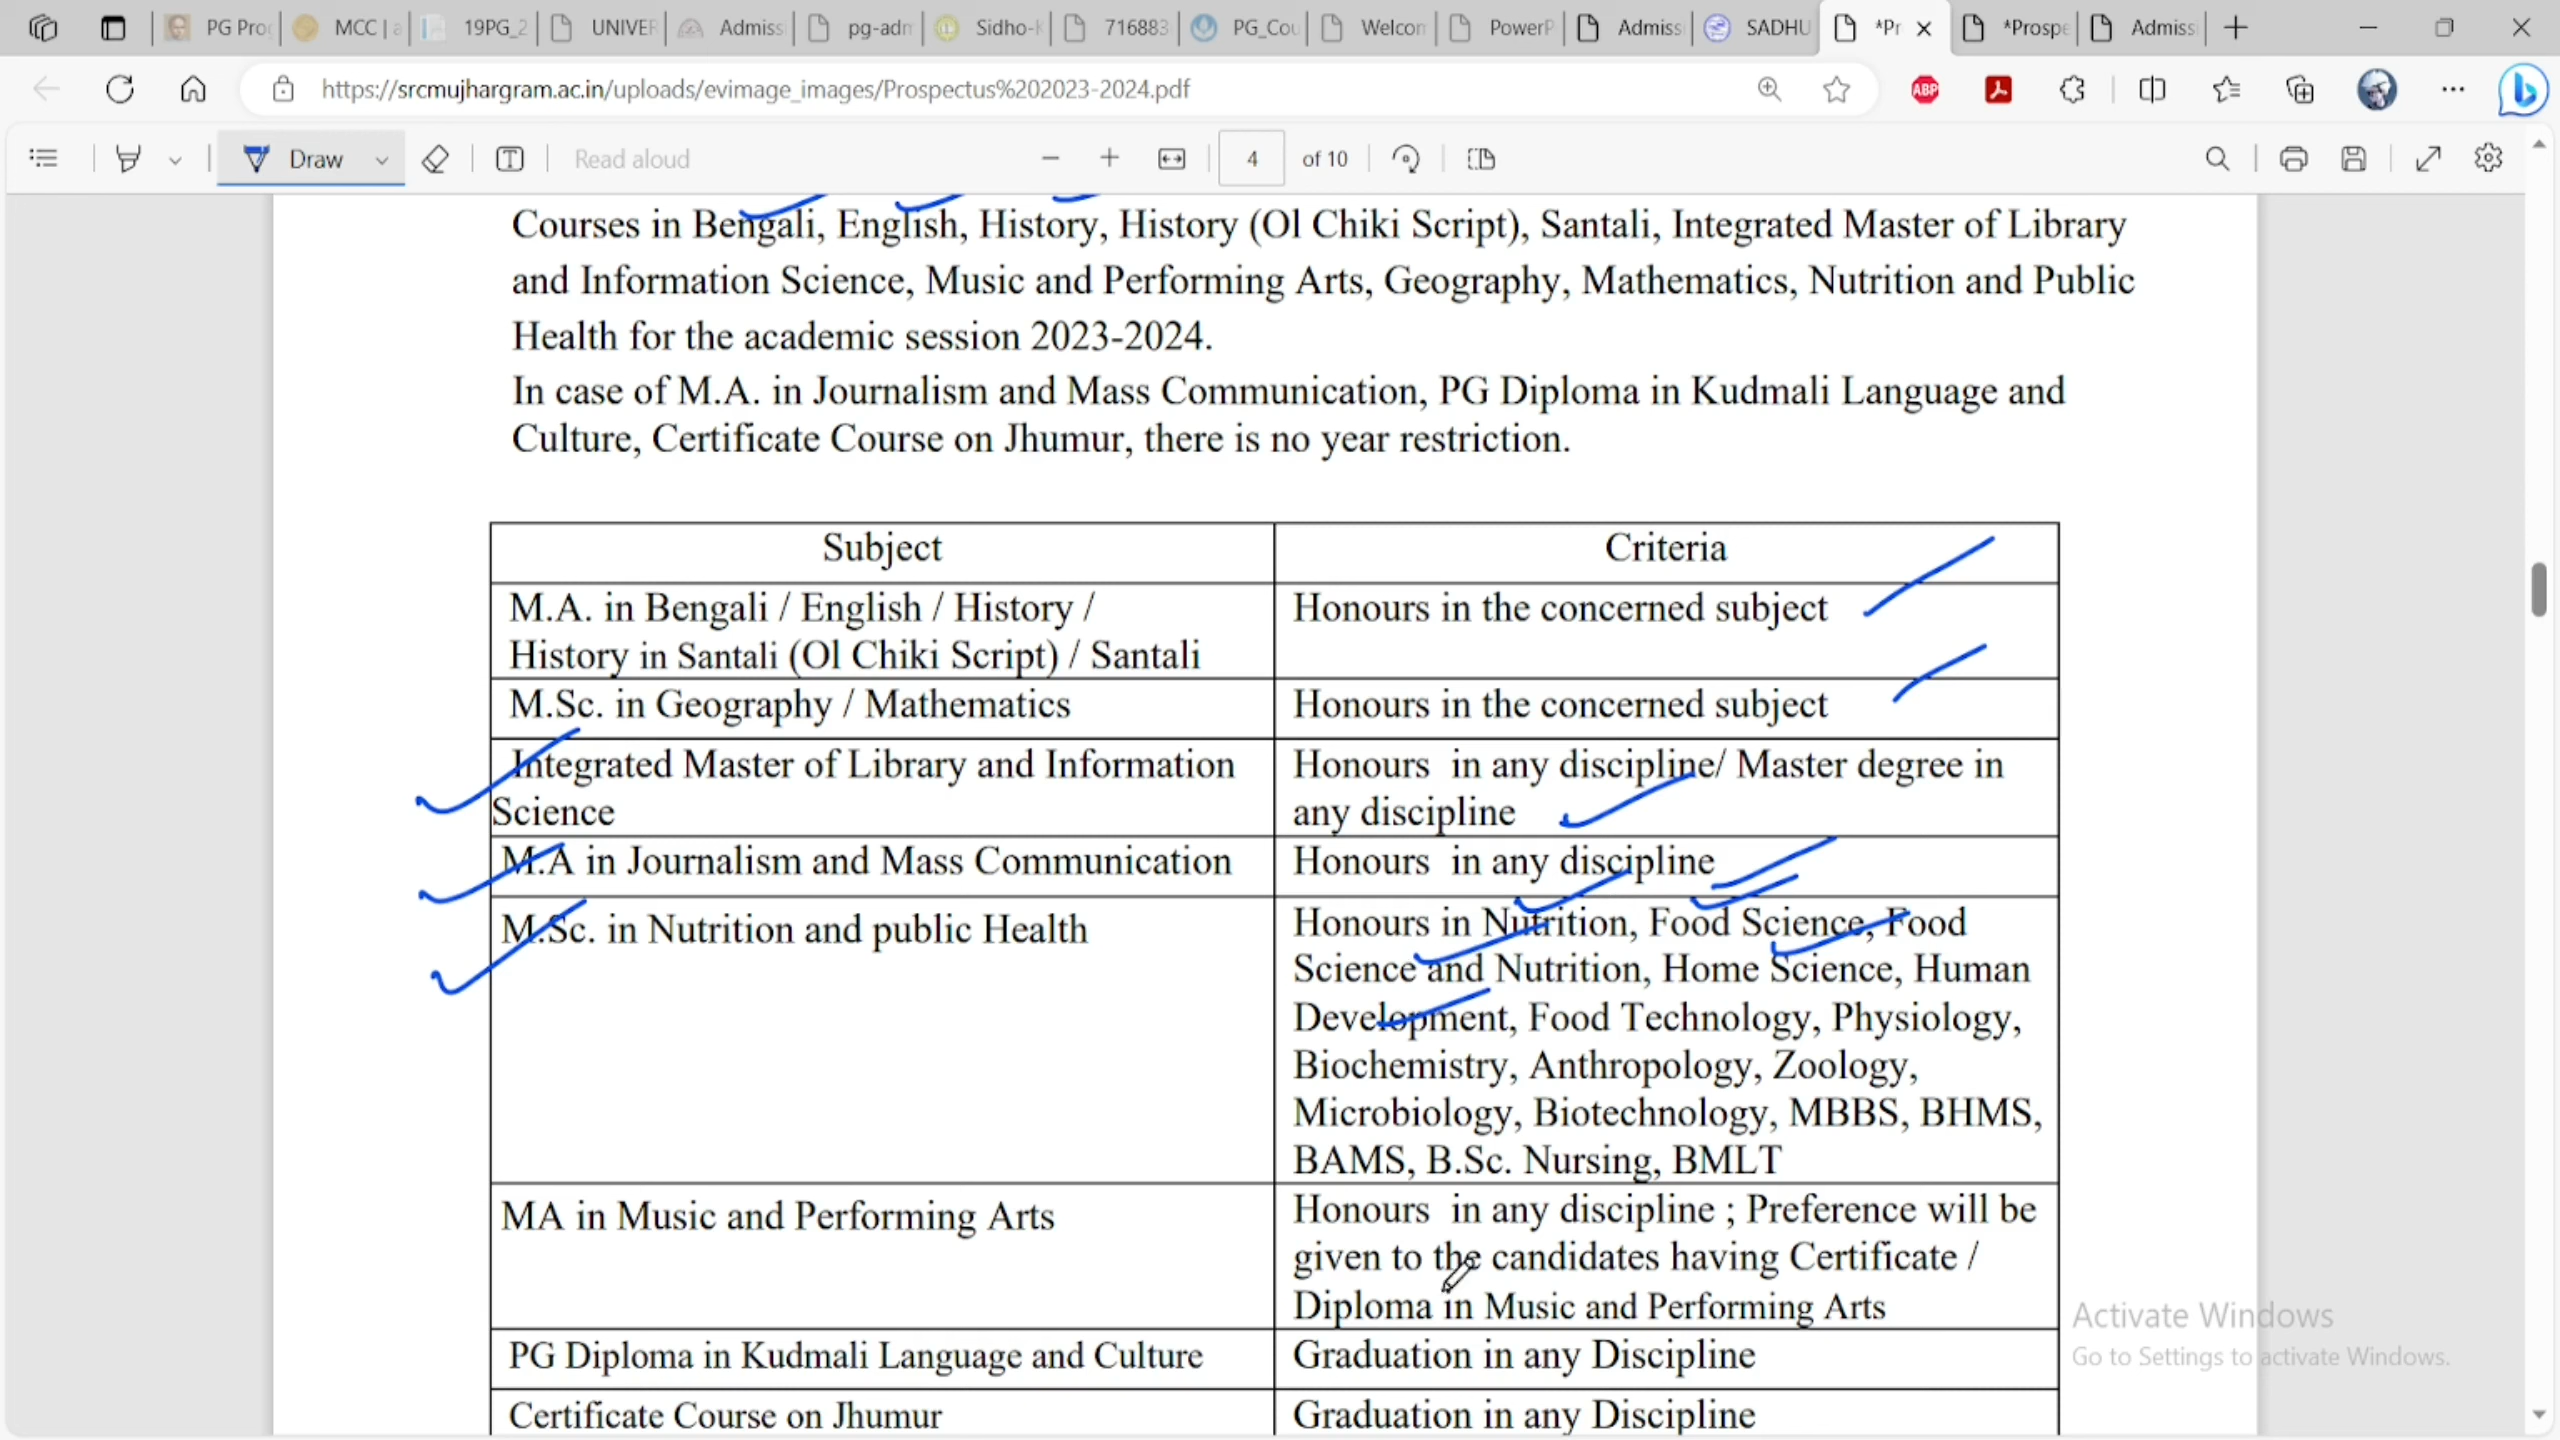 PG Pro
MCC | a
19PG_2
UNIVER
Admiss
pg-adm
Sidho-K
716883
PG_Cou
Welcom
PowerP
Admiss
SADHU
*Pr
*Prospe
Admiss
https://srcmujhargram.ac.in/uploads/evimage_images/Prospectus%202023-2024.pdf
ABP
Draw
Read aloud
4 of 10
Courses in Bengali, English, History, History (Ol Chiki Script), Santali, Integrated Master of Library
and Information Science, Music and Performing Arts, Geography, Mathematics, Nutrition and Public
Health for the academic session 2023-2024.
In case of M.A. in Journalism and Mass Communication, PG Diploma in Kudmali Language and
Culture, Certificate Course on Jhumur, there is no year restriction.
Subject
Criteria
M.A. in Bengali / English / History /
History in Santali (Ol Chiki Script) / Santali
Honours in the concerned subject
M.Sc. in Geography / Mathematics
Honours in the concerned subject
Integrated Master of Library and Information
Science
Honours in any discipline/ Master degree in
any discipline
M.A in Journalism and Mass Communication
Honours in any discipline
M.Sc. in Nutrition and public Health
Honours in Nutrition, Food Science, Food
Science and Nutrition, Home Science, Human
Development, Food Technology, Physiology,
Biochemistry, Anthropology, Zoology,
Microbiology, Biotechnology, MBBS, BHMS,
BAMS, B.Sc. Nursing, BMLT
MA in Music and Performing Arts
Honours in any discipline ; Preference will be
given to the candidates having Certificate /
Diploma in Music and Performing Arts
PG Diploma in Kudmali Language and Culture
Graduation in any Discipline
Certificate Course on Jhumur
Graduation in any Discipline
Activate Windows
Go to Settings to activate Windows.